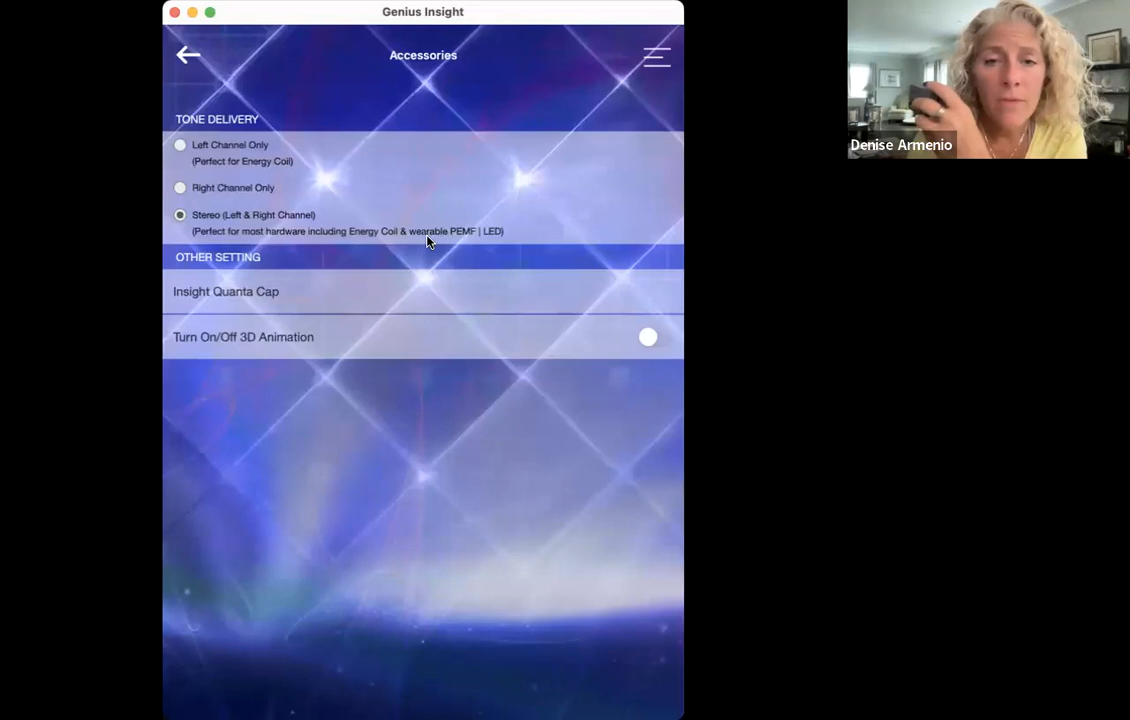 Genius Insight
Accessories
TONE DELIVERY
Left Channel Only
(Perfect for Energy Coil)
Right Channel Only
Stereo (Left & Right Channel)
(Perfect for most hardware including Energy Coil & wearable PEMF | LED)
OTHER SETTING
Insight Quanta Cap
Turn On/Off 3D Animation
Denise Armenio